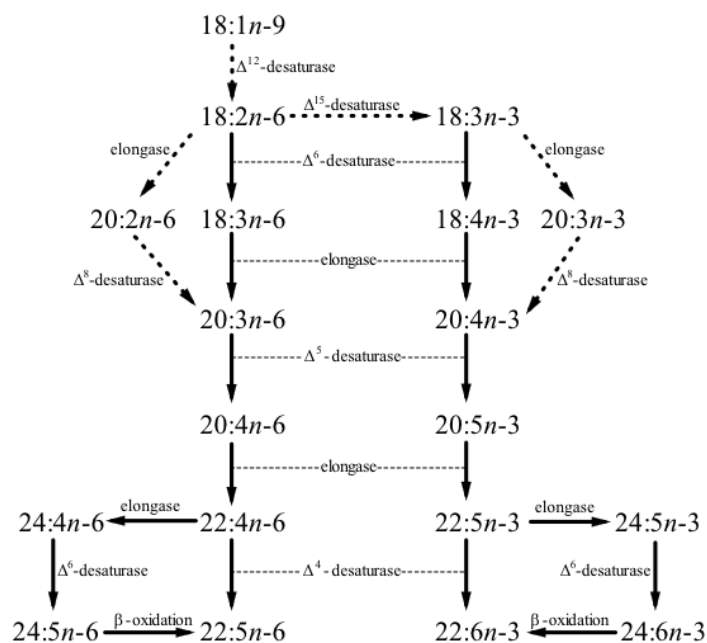 18:1n-9
Δ¹²-desaturase
Δ¹⁵-desaturase
18:2n-6 18:3n-3
elongase Δ⁶-desaturase elongase
20:2n-6 18:3n-6 18:4n-3 20:3n-3
Δ⁸-desaturase elongase Δ⁸-desaturase
20:3n-6 20:4n-3
Δ⁵-desaturase
20:4n-6 20:5n-3
elongase
elongase elongase
24:4n-6 22:4n-6 22:5n-3 24:5n-3
Δ⁶-desaturase Δ⁴-desaturase Δ⁶-desaturase
β-oxidation β-oxidation
24:5n-6 22:5n-6 22:6n-3 24:6n-3